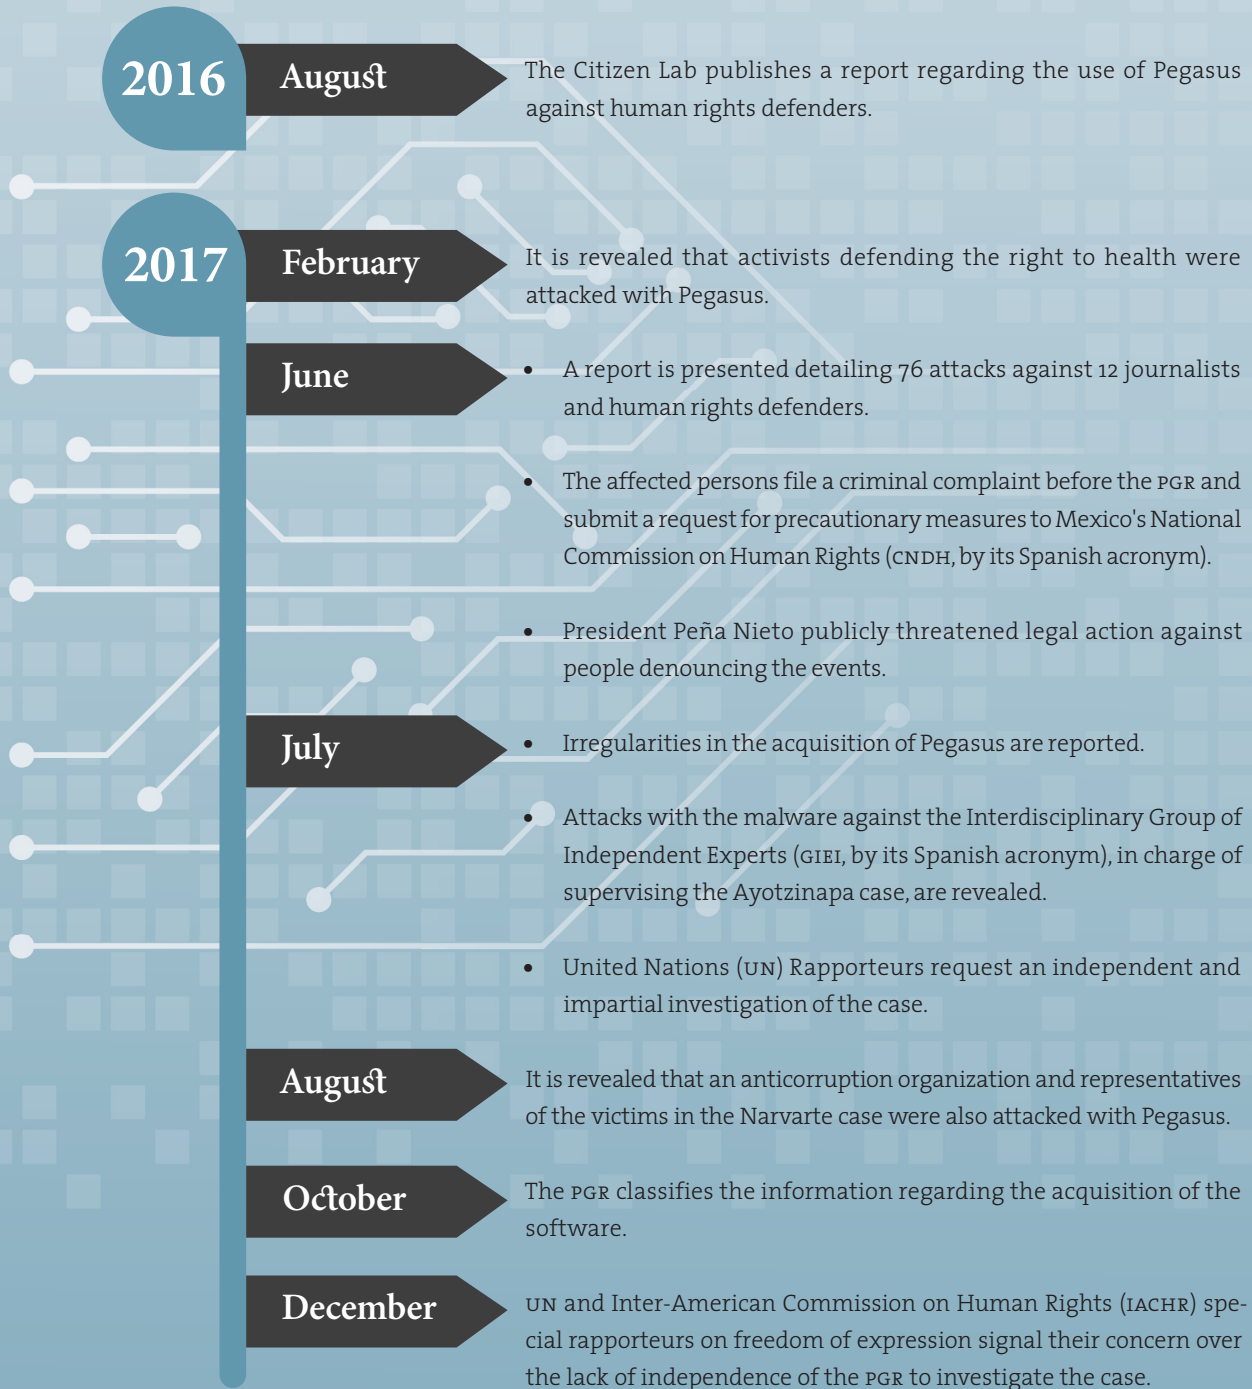 2016
August
The Citizen Lab publishes a report regarding the use of Pegasus
against human rights defenders.
2017
February
It is revealed that activists defending the right to health were
attacked with Pegasus.
June
• A report is presented detailing 76 attacks against 12 journalists
and human rights defenders.
• The affected persons file a criminal complaint before the PGR and
submit a request for precautionary measures to Mexico's National
Commission on Human Rights (CNDH, by its Spanish acronym).
• President Peña Nieto publicly threatened legal action against
people denouncing the events.
July
• Irregularities in the acquisition of Pegasus are reported.
• Attacks with the malware against the Interdisciplinary Group of
Independent Experts (GIEI, by its Spanish acronym), in charge of
supervising the Ayotzinapa case, are revealed.
• United Nations (UN) Rapporteurs request an independent and
impartial investigation of the case.
August
It is revealed that an anticorruption organization and representatives
of the victims in the Narvarte case were also attacked with Pegasus.
October
The PGR classifies the information regarding the acquisition of the
software.
December
UN and Inter-American Commission on Human Rights (IACHR) spe-
cial rapporteurs on freedom of expression signal their concern over
the lack of independence of the PGR to investigate the case.